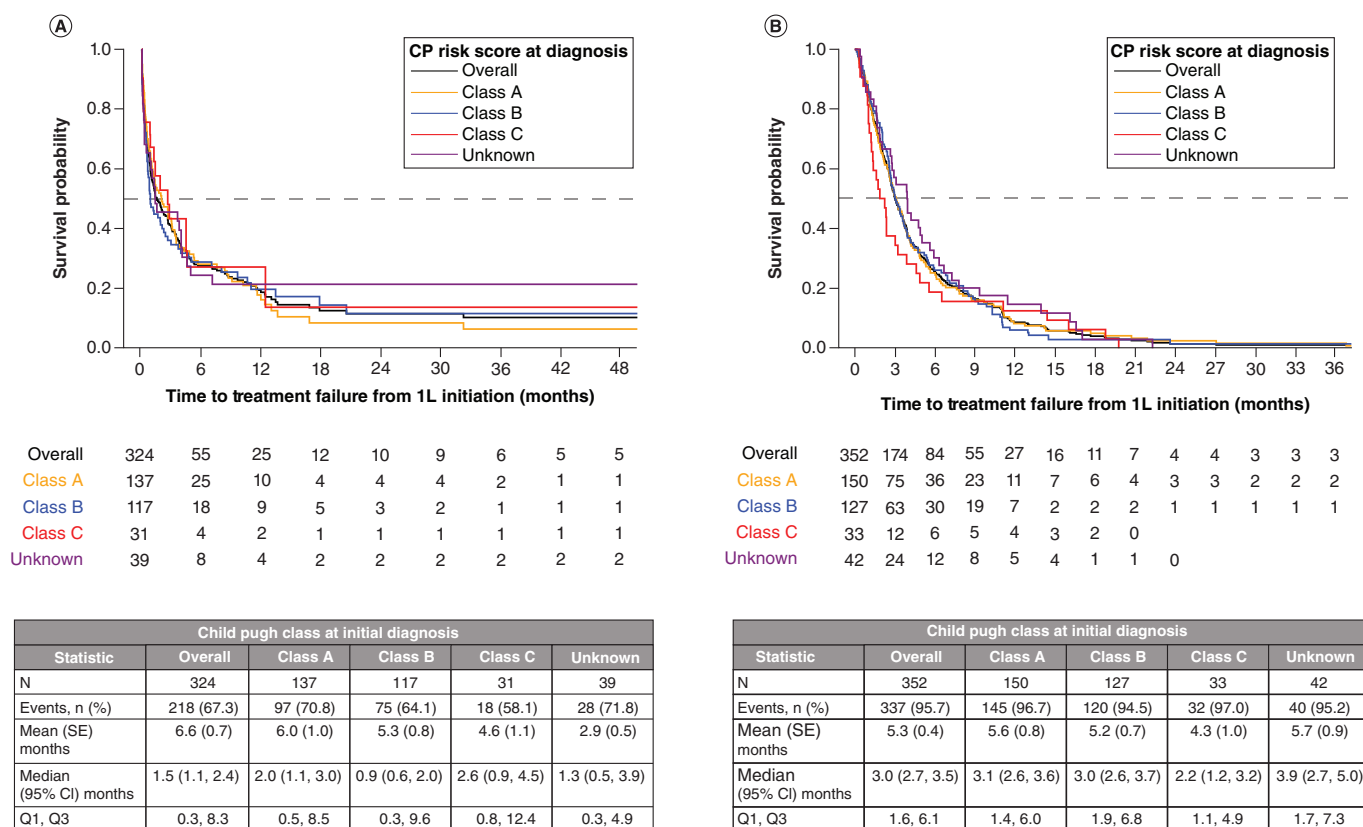 A
1.0
0.8
0.6
0.4
0.2
0.0
Survival probability
CP risk score at diagnosis
Overall
Class A
Class B
Class C
Unknown
0 6 12 18 24 30 36 42 48
Time to treatment failure from 1L initiation (months)
Overall 324 55 25 12 10 9 6 5 5
Class A 137 25 10 4 4 4 2 1 1
Class B 117 18 9 5 3 2 1 1 1
Class C 31 4 2 1 1 1 1 1 1
Unknown 39 8 4 2 2 2 2 2 2
Child pugh class at initial diagnosis
Statistic Overall Class A Class B Class C Unknown
N 324 137 117 31 39
Events, n (%) 218 (67.3) 97 (70.8) 75 (64.1) 18 (58.1) 28 (71.8)
Mean (SE) 6.6 (0.7) 6.0 (1.0) 5.3 (0.8) 4.6 (1.1) 2.9 (0.5)
months
Median 1.5 (1.1, 2.4) 2.0 (1.1, 3.0) 0.9 (0.6, 2.0) 2.6 (0.9, 4.5) 1.3 (0.5, 3.9)
(95% CI) months
Q1, Q3 0.3, 8.3 0.5, 8.5 0.3, 9.6 0.8, 12.4 0.3, 4.9
B
1.0
0.8
0.6
0.4
0.2
0.0
Survival probability
CP risk score at diagnosis
Overall
Class A
Class B
Class C
Unknown
0 3 6 9 12 15 18 21 24 27 30 33 36
Time to treatment failure from 1L initiation (months)
Overall 352 174 84 55 27 16 11 7 4 4 3 3 3
Class A 150 75 36 23 11 7 6 4 3 3 2 2 2
Class B 127 63 30 19 7 2 2 2 1 1 1 1 1
Class C 33 12 6 5 4 3 2 0
Unknown 42 24 12 8 5 4 1 1 0
Child pugh class at initial diagnosis
Statistic Overall Class A Class B Class C Unknown
N 352 150 127 33 42
Events, n (%) 337 (95.7) 145 (96.7) 120 (94.5) 32 (97.0) 40 (95.2)
Mean (SE) 5.3 (0.4) 5.6 (0.8) 5.2 (0.7) 4.3 (1.0) 5.7 (0.9)
months
Median 3.0 (2.7, 3.5) 3.1 (2.6, 3.6) 3.0 (2.6, 3.7) 2.2 (1.2, 3.2) 3.9 (2.7, 5.0)
(95% CI) months
Q1, Q3 1.6, 6.1 1.4, 6.0 1.9, 6.8 1.1, 4.9 1.7, 7.3